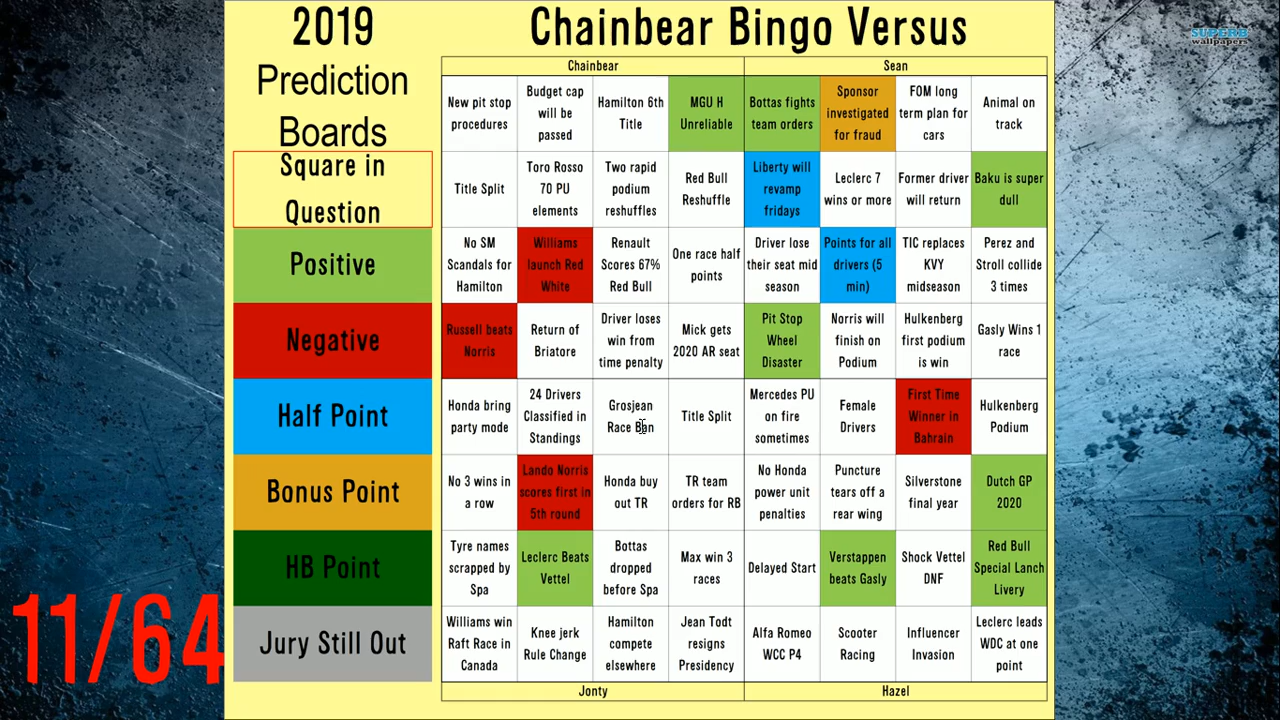 2019
Prediction
Boards
Square in
Question
Positive
Negative
Half Point
Bonus Point
HB Point
Jury Still Out
11/64
Chainbear Bingo Versus
SUPERB
wallpapers
Chainbear
Sean
New pit stop
procedures
Budget cap
will be
passed
Hamilton 6th
Title
MGU H
Unreliable
Bottas fights
team orders
Sponsor
investigated
for fraud
FOM long
term plan for
cars
Animal on
track
Title Split
Toro Rosso
70 PU
elements
Two rapid
podium
reshuffles
Red Bull
Reshuffle
Liberty will
revamp
fridays
Leclerc 7
wins or more
Former driver
will return
Baku is super
dull
No SM
Scandals for
Hamilton
Williams
launch Red
White
Renault
Scores 67%
Red Bull
One race half
points
Driver lose
their seat mid
season
Points for all
drivers (5
min)
TIC replaces
KVY
midseason
Perez and
Stroll collide
3 times
Russell beats
Norris
Return of
Briatore
Driver loses
win from
time penalty
Mick gets
2020 AR seat
Pit Stop
Wheel
Disaster
Norris will
finish on
Podium
Hulkenberg
first podium
is win
Gasly Wins 1
race
Honda bring
party mode
24 Drivers
Classified in
Standings
Grosjean
Race Ban
Title Split
Mercedes PU
on fire
sometimes
Female
Drivers
First Time
Winner in
Bahrain
Hulkenberg
Podium
No 3 wins in
a row
Lando Norris
scores first in
5th round
Honda buy
out TR
TR team
orders for RB
No Honda
power unit
penalties
Puncture
tears off a
rear wing
Silverstone
final year
Dutch GP
2020
Tyre names
scrapped by
Spa
Leclerc Beats
Vettel
Bottas
dropped
before Spa
Max win 3
races
Delayed Start
Verstappen
beats Gasly
Shock Vettel
DNF
Red Bull
Special Lanch
Livery
Williams win
Raft Race in
Canada
Knee jerk
Rule Change
Hamilton
compete
elsewhere
Jean Todt
resigns
Presidency
Alfa Romeo
WCC P4
Scooter
Racing
Influencer
Invasion
Leclerc leads
WDC at one
point
Jonty
Hazel